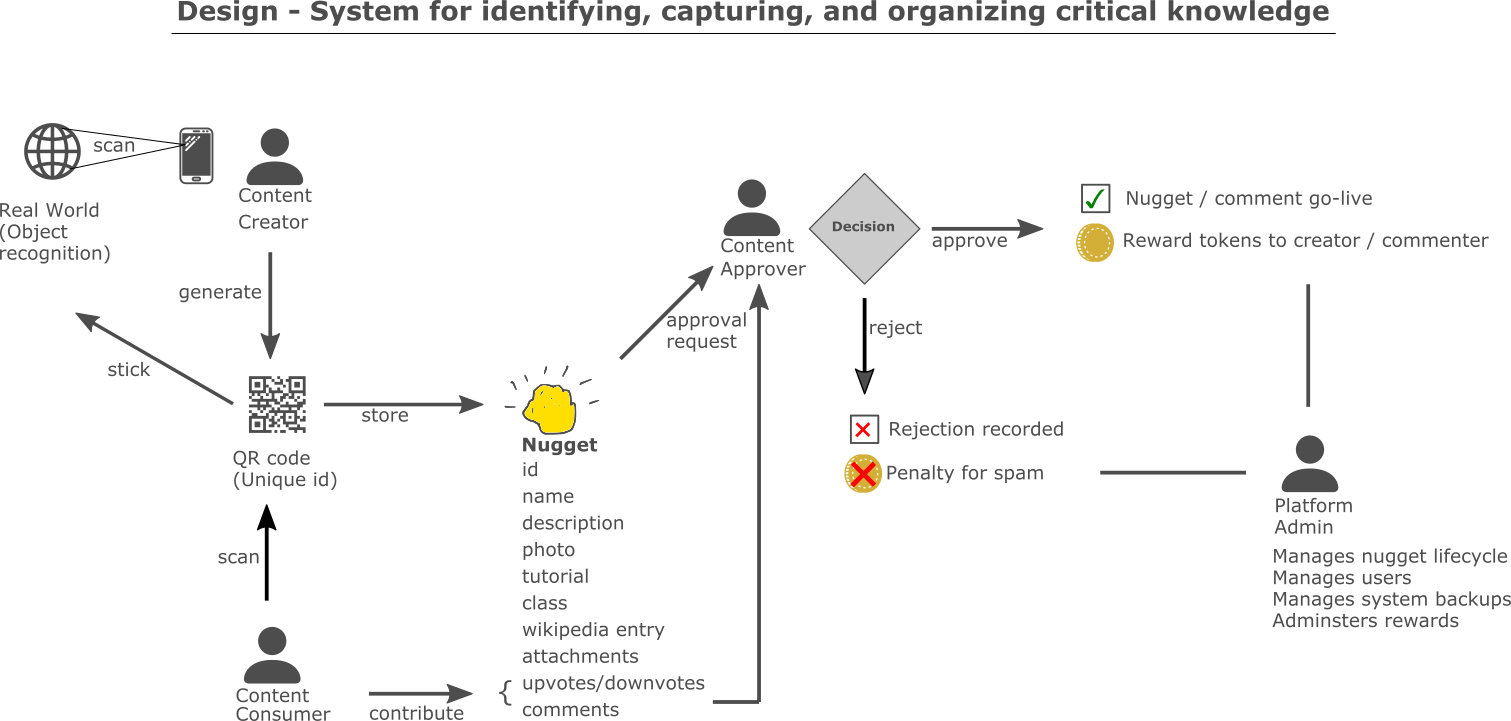 Design - System for identifying, capturing, and organizing critical knowledge
scan
Real World
(Object
recognition)
Content
Creator
generate
stick
QR code
(Unique id)
store
scan
Content
Consumer
contribute
Nugget
id
name
description
photo
tutorial
class
wikipedia entry
attachments
{ upvotes/downvotes
comments
approval
request
Content
Approver
Decision
approve
Nugget / comment go-live
Reward tokens to creator / commenter
reject
Rejection recorded
Penalty for spam
Platform
Admin
Manages nugget lifecycle
Manages users
Manages system backups
Adminsters rewards